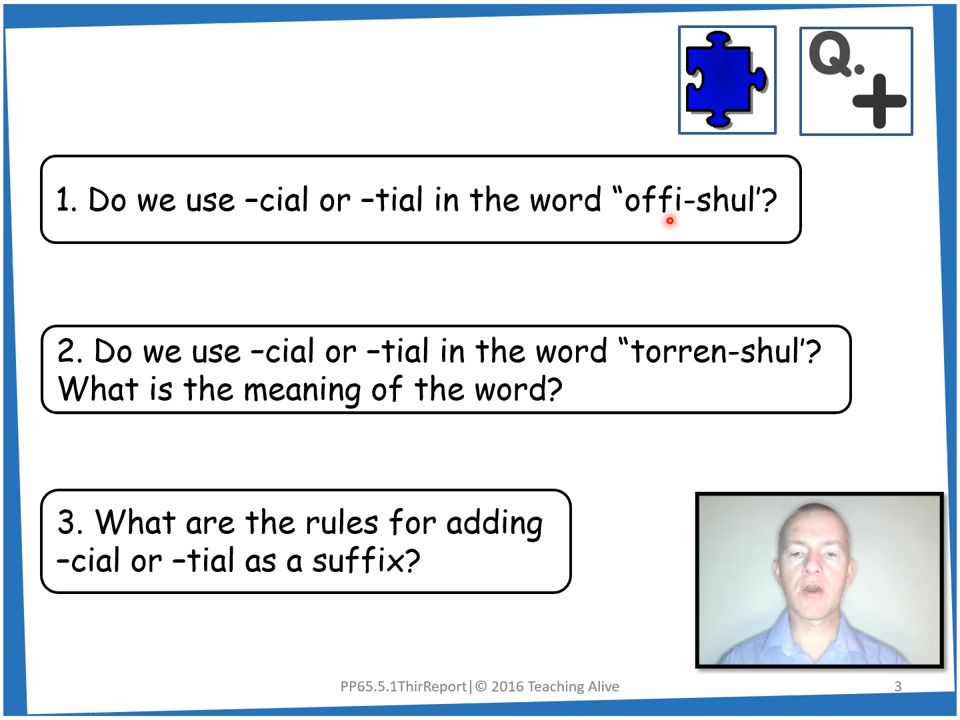 Q.
+
1. Do we use –cial or –tial in the word “offi-shul’?
2. Do we use –cial or –tial in the word “torren-shul’?
What is the meaning of the word?
3. What are the rules for adding
–cial or –tial as a suffix?
PP65.5.1ThirReport|© 2016 Teaching Alive
3